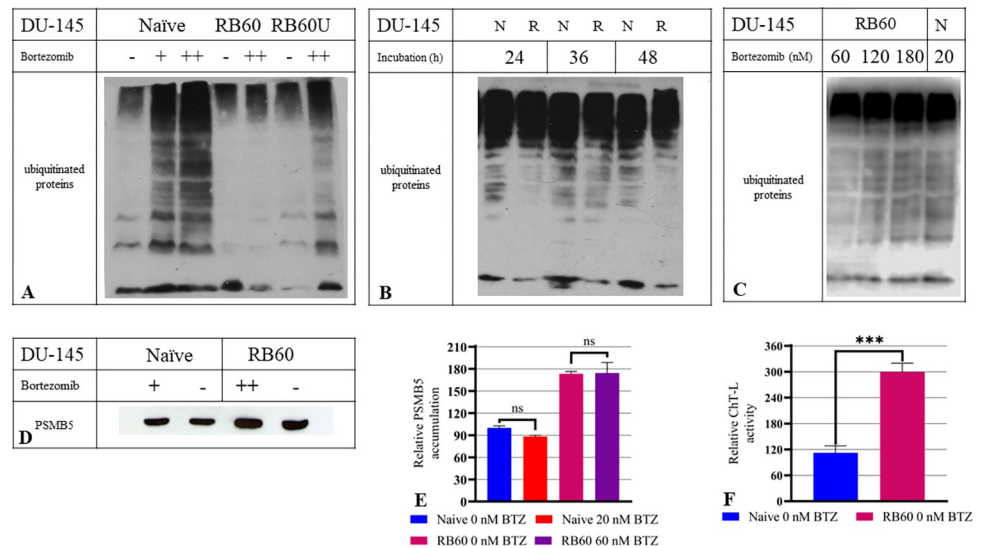 DU-145 Naïve RB60 RB60U
Bortezomib - + ++ - ++ - ++
ubiquitinated
proteins
A
DU-145 N R N R N R
Incubation (h) 24 36 48
ubiquitinated
proteins
B
DU-145 RB60 N
Bortezomib (nM) 60 120 180 20
ubiquitinated
proteins
C
DU-145 Naïve RB60
Bortezomib + - ++ -
PSMB5
D
Relative PSMB5
accumulation
210
180
150
120
90
60
30
0
ns
ns
E
Naive 0 nM BTZ Naive 20 nM BTZ
RB60 0 nM BTZ RB60 60 nM BTZ
Relative ChT-L
activity
360
300
240
180
120
60
0
***
F
Naive 0 nM BTZ RB60 0 nM BTZ